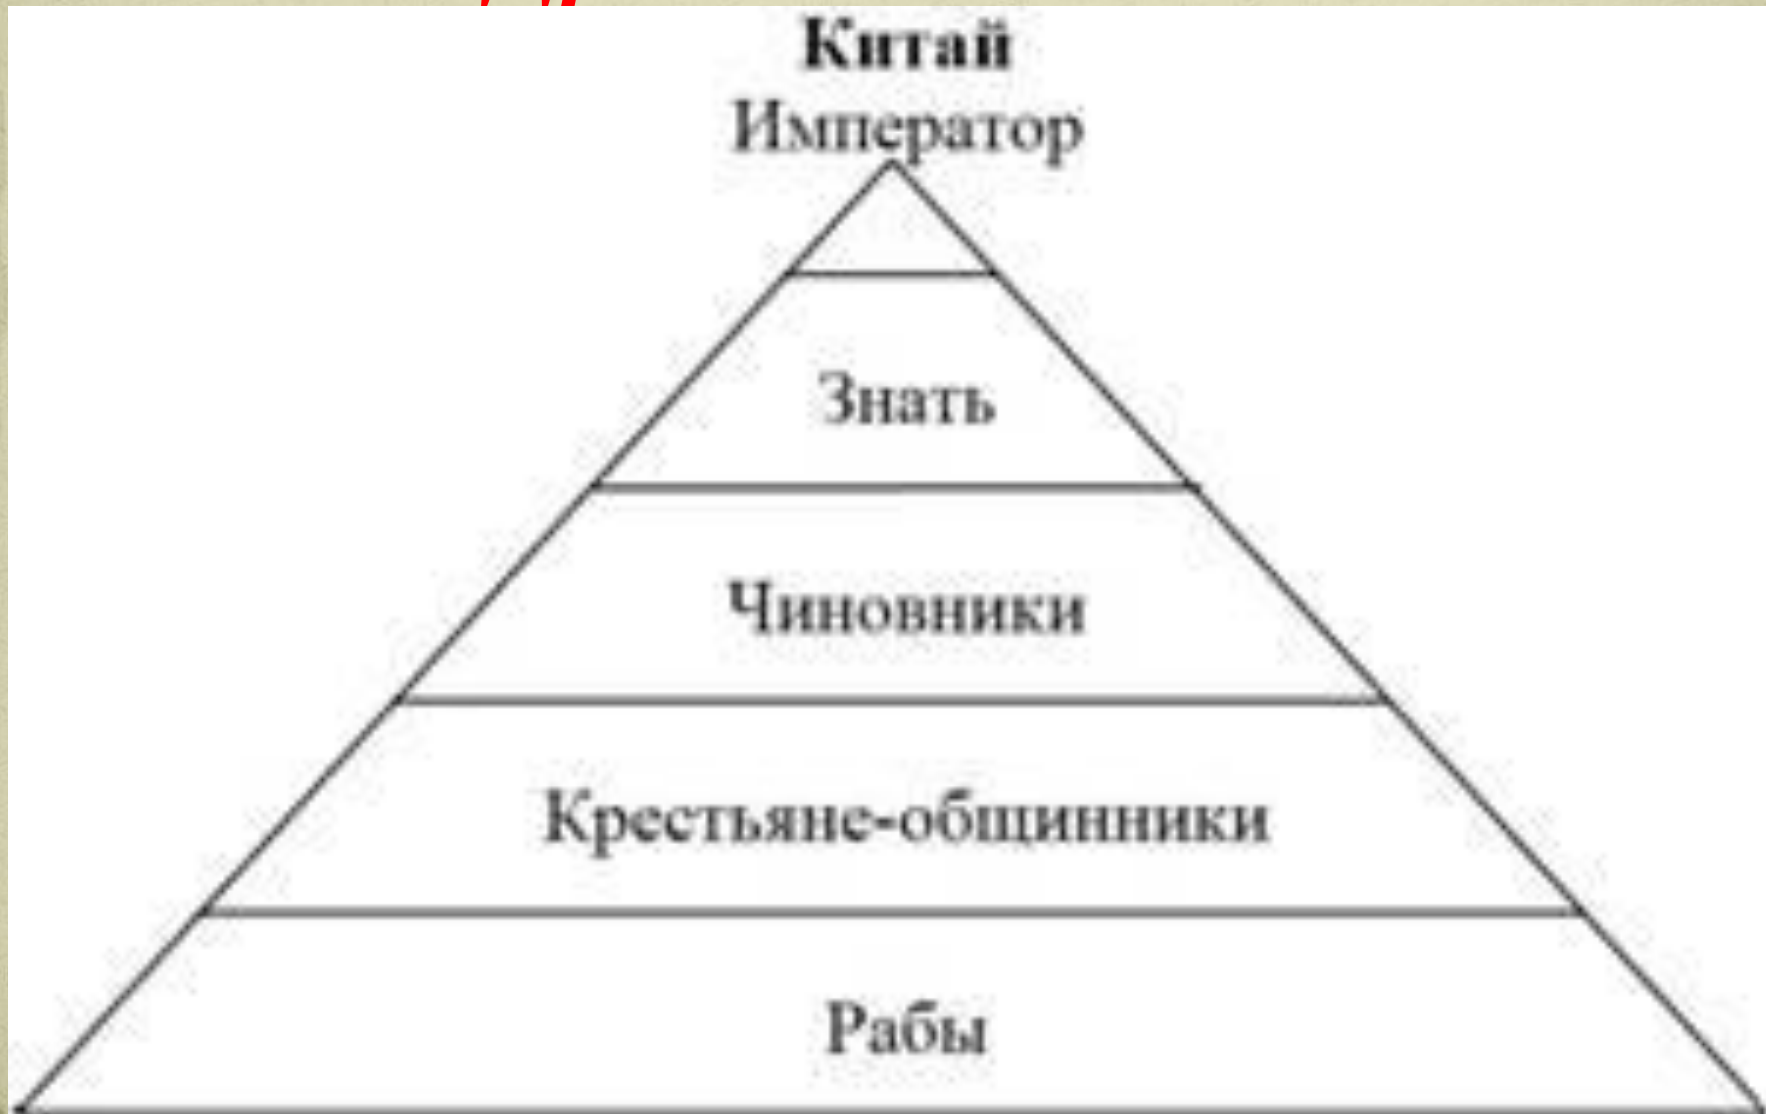 Китай
Император
Знать
Чиновники
Крестьяне-общинники
Рабы